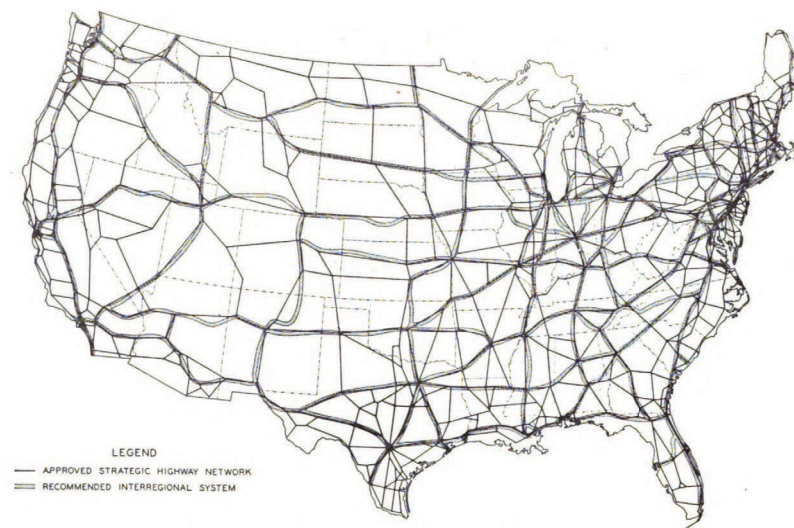 LEGEND
APPROVED STRATEGIC HIGHWAY NETWORK
RECOMMENDED INTERREGIONAL SYSTEM